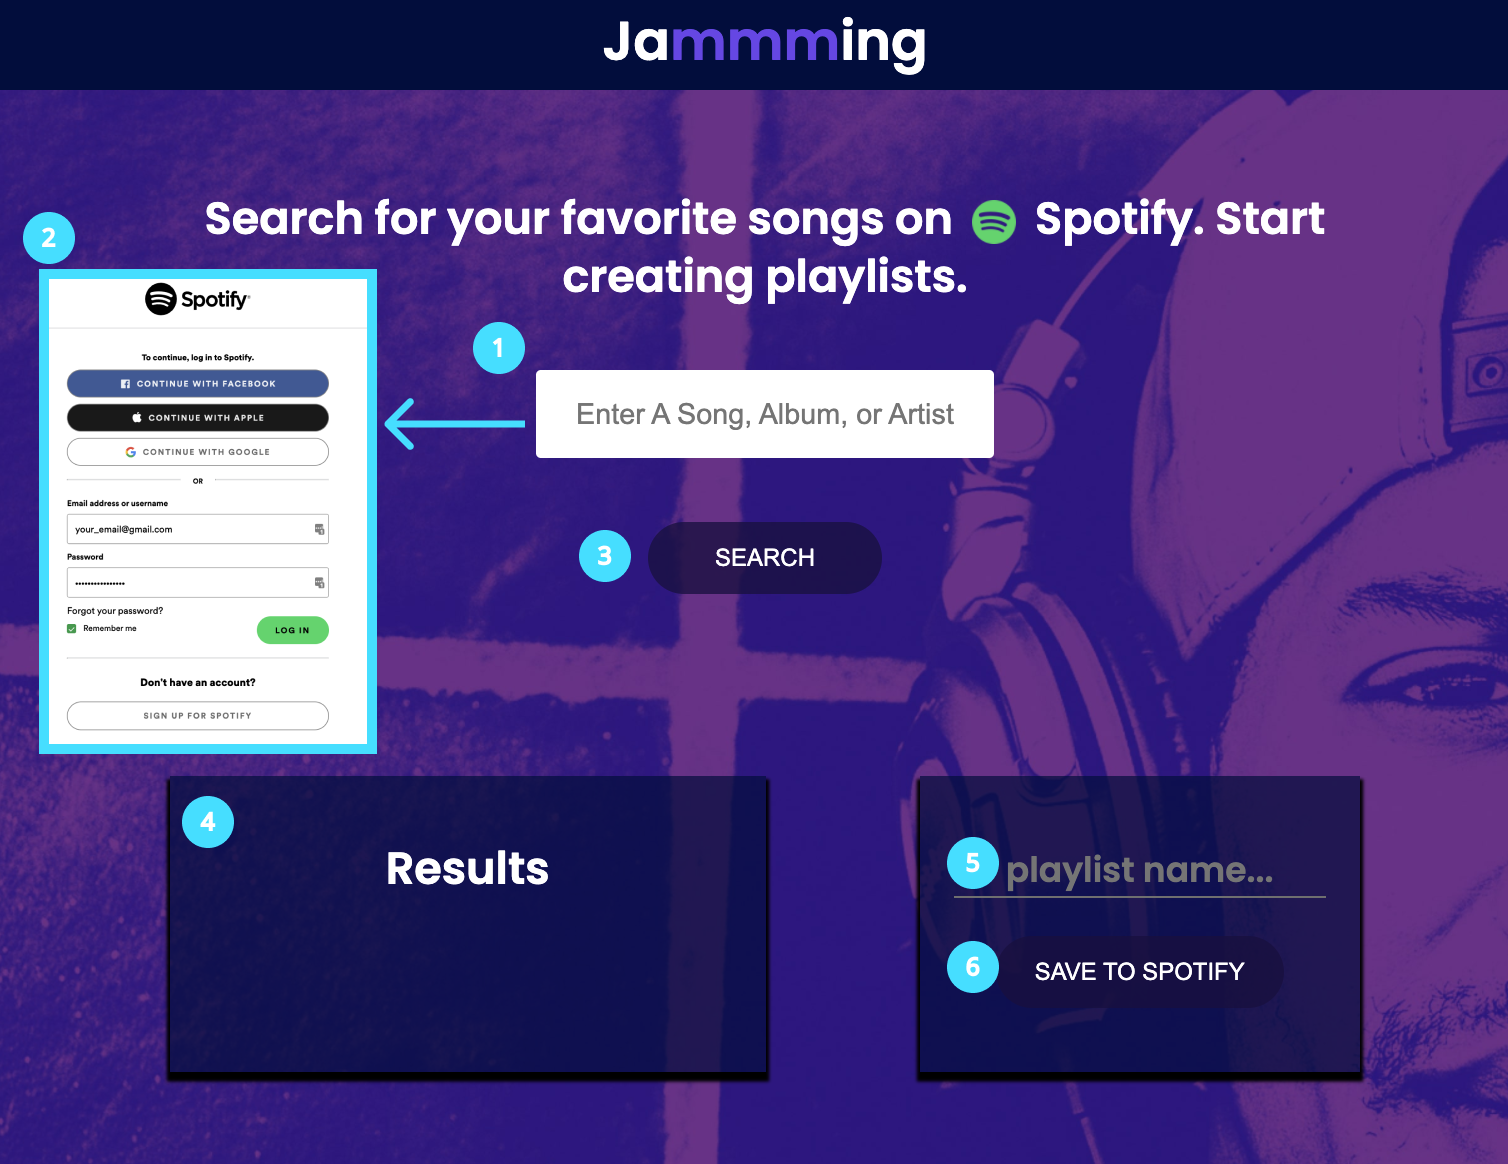 Jammming
Search for your favorite songs on Spotify. Start
creating playlists.
2
Spotify
To continue, log in to Spotify.
CONTINUE WITH FACEBOOK
CONTINUE WITH APPLE
CONTINUE WITH GOOGLE
OR
Email address or username
your_email@gmail.com
Password
••••••••••••••••
Forgot your password?
Remember me
LOG IN
Don't have an account?
SIGN UP FOR SPOTIFY
1
Enter A Song, Album, or Artist
3
SEARCH
4
Results
5
playlist name...
6
SAVE TO SPOTIFY